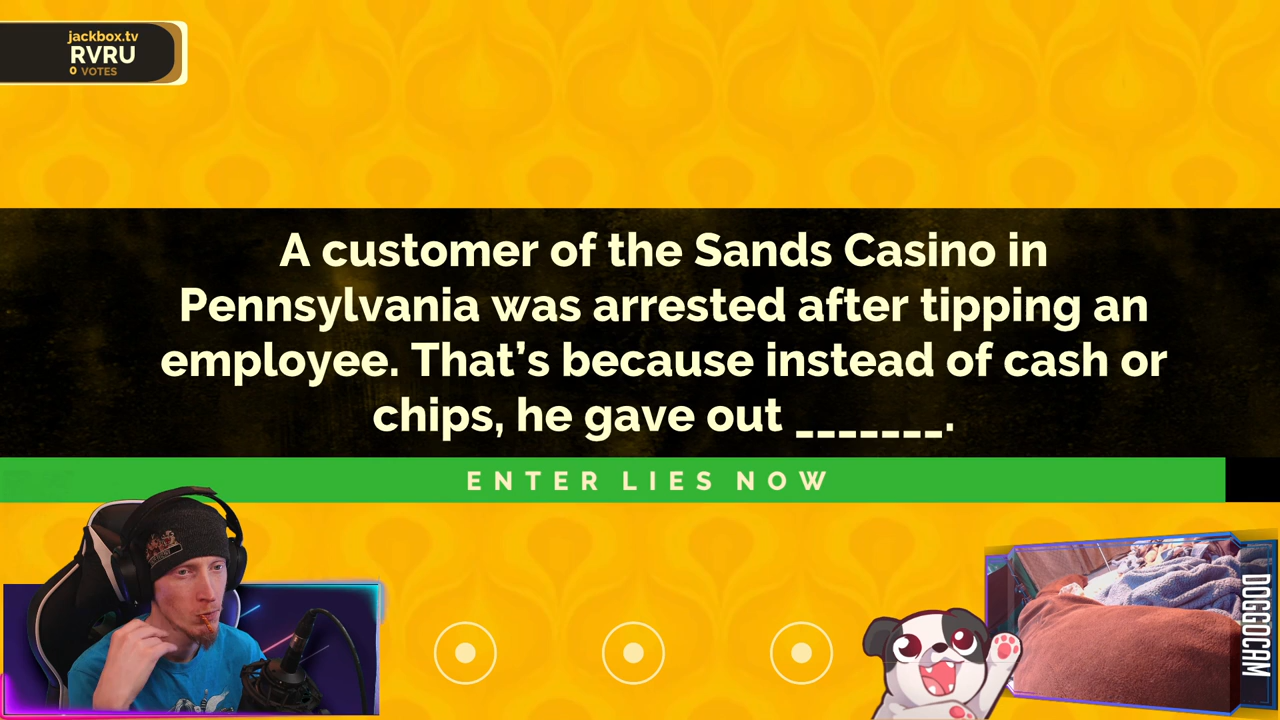 jackbox.tv
RVRU
0 VOTES
A customer of the Sands Casino in
Pennsylvania was arrested after tipping an
employee. That’s because instead of cash or
chips, he gave out _______.
ENTER LIES NOW
DOGGOCAM